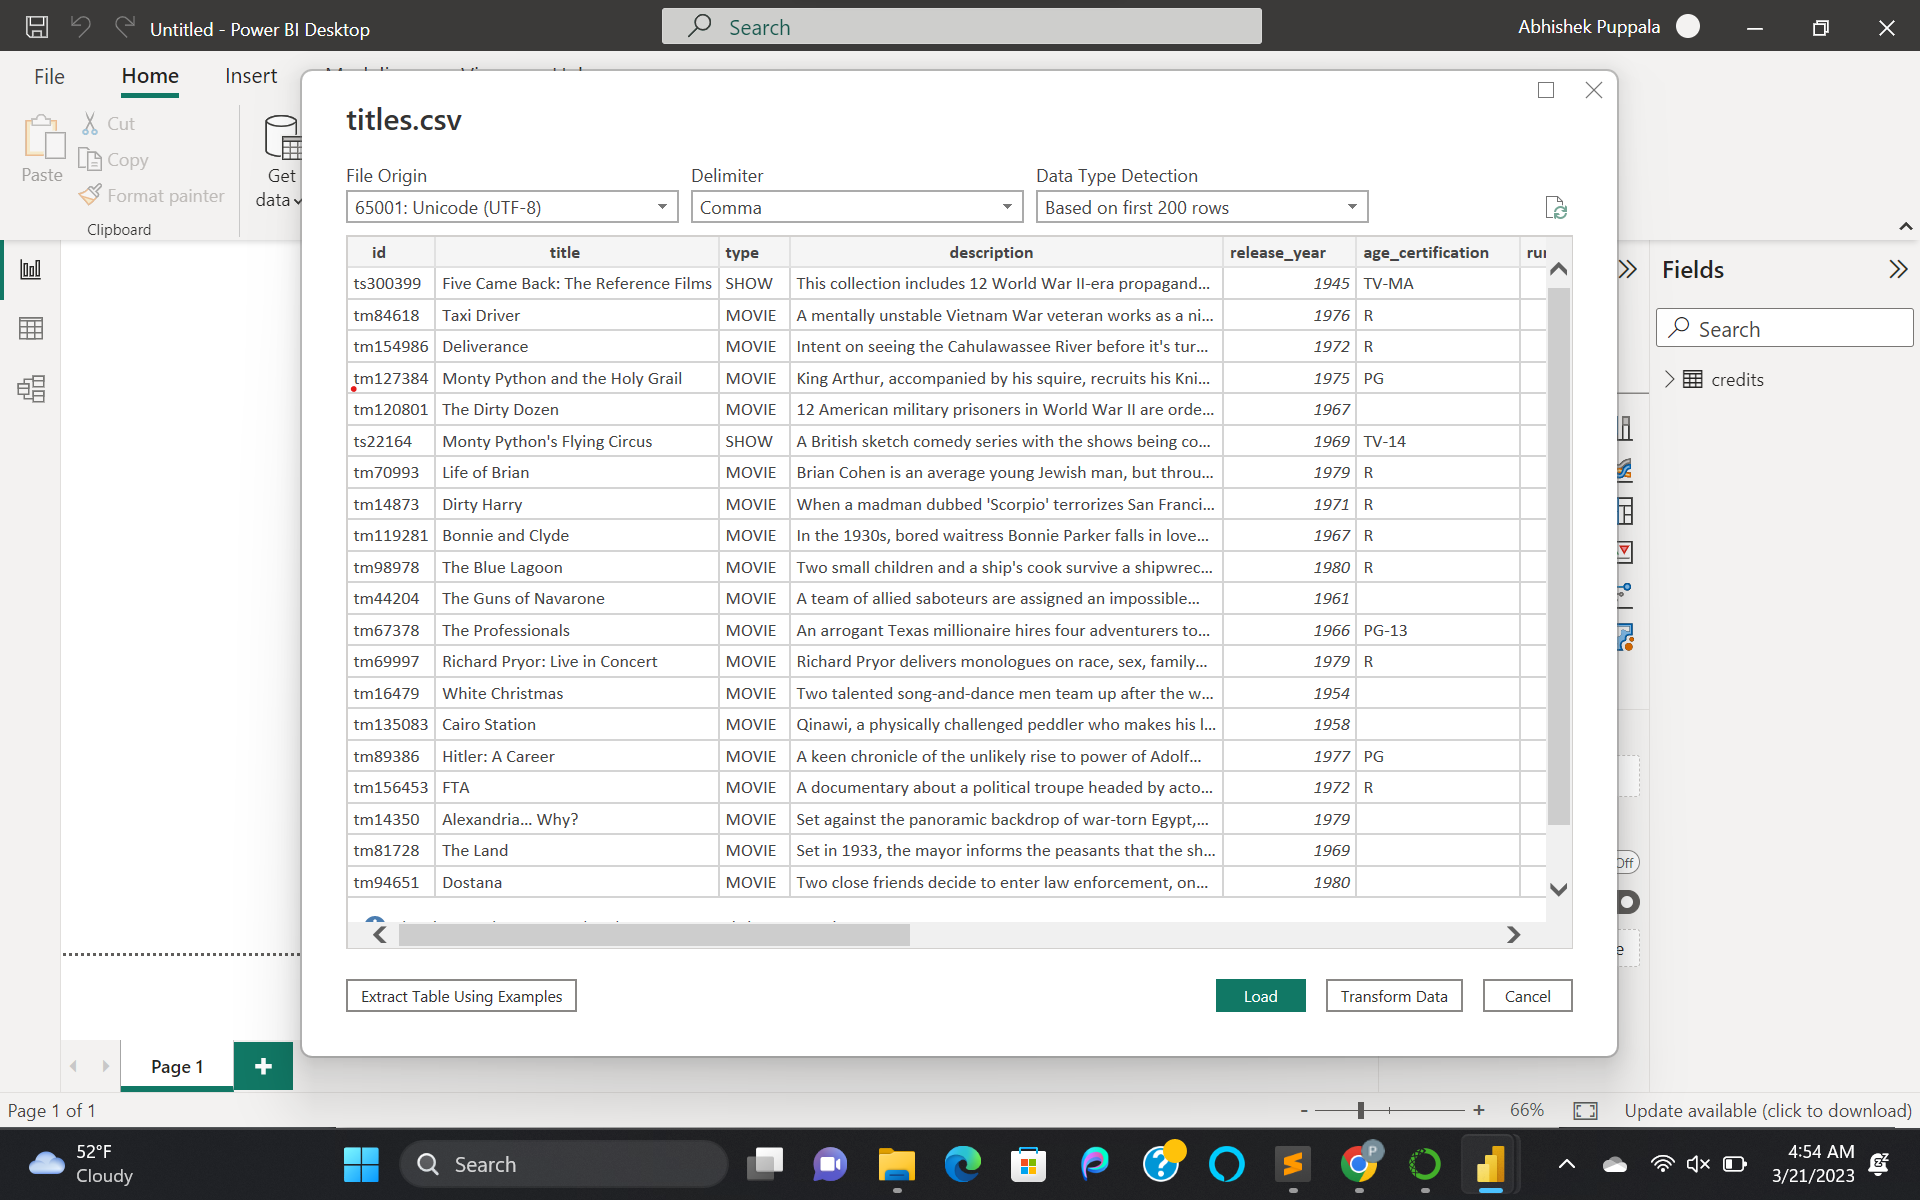 Untitled - Power BI Desktop
Search
Abhishek Puppala
File
Home
Insert
Paste
Cut
Copy
Format painter
Clipboard
Get data
titles.csv
File Origin
Delimiter
Data Type Detection
65001: Unicode (UTF-8)
Comma
Based on first 200 rows
id title type description release_year age_certification
ts300399 Five Came Back: The Reference Films SHOW This collection includes 12 World War II-era propagand... 1945 TV-MA
tm84618 Taxi Driver MOVIE A mentally unstable Vietnam War veteran works as a ni... 1976 R
tm154986 Deliverance MOVIE Intent on seeing the Cahulawassee River before it's tur... 1972 R
tm127384 Monty Python and the Holy Grail MOVIE King Arthur, accompanied by his squire, recruits his Kni... 1975 PG
tm120801 The Dirty Dozen MOVIE 12 American military prisoners in World War II are orde... 1967
ts22164 Monty Python's Flying Circus SHOW A British sketch comedy series with the shows being co... 1969 TV-14
tm70993 Life of Brian MOVIE Brian Cohen is an average young Jewish man, but throu... 1979 R
tm14873 Dirty Harry MOVIE When a madman dubbed 'Scorpio' terrorizes San Franci... 1971 R
tm119281 Bonnie and Clyde MOVIE In the 1930s, bored waitress Bonnie Parker falls in love... 1967 R
tm98978 The Blue Lagoon MOVIE Two small children and a ship's cook survive a shipwrec... 1980 R
tm44204 The Guns of Navarone MOVIE A team of allied saboteurs are assigned an impossible... 1961
tm67378 The Professionals MOVIE An arrogant Texas millionaire hires four adventurers to... 1966 PG-13
tm69997 Richard Pryor: Live in Concert MOVIE Richard Pryor delivers monologues on race, sex, family... 1979 R
tm16479 White Christmas MOVIE Two talented song-and-dance men team up after the w... 1954
tm135083 Cairo Station MOVIE Qinawi, a physically challenged peddler who makes his l... 1958
tm89386 Hitler: A Career MOVIE A keen chronicle of the unlikely rise to power of Adolf... 1977 PG
tm156453 FTA MOVIE A documentary about a political troupe headed by acto... 1972 R
tm14350 Alexandria... Why? MOVIE Set against the panoramic backdrop of war-torn Egypt,... 1979
tm81728 The Land MOVIE Set in 1933, the mayor informs the peasants that the sh... 1969
tm94651 Dostana MOVIE Two close friends decide to enter law enforcement, on... 1980
Extract Table Using Examples
Load
Transform Data
Cancel
Fields
Search
credits
Off
Page 1
Page 1 of 1
- + 66%
Update available (click to download)
52°F
Cloudy
Search
P
4:54 AM
3/21/2023